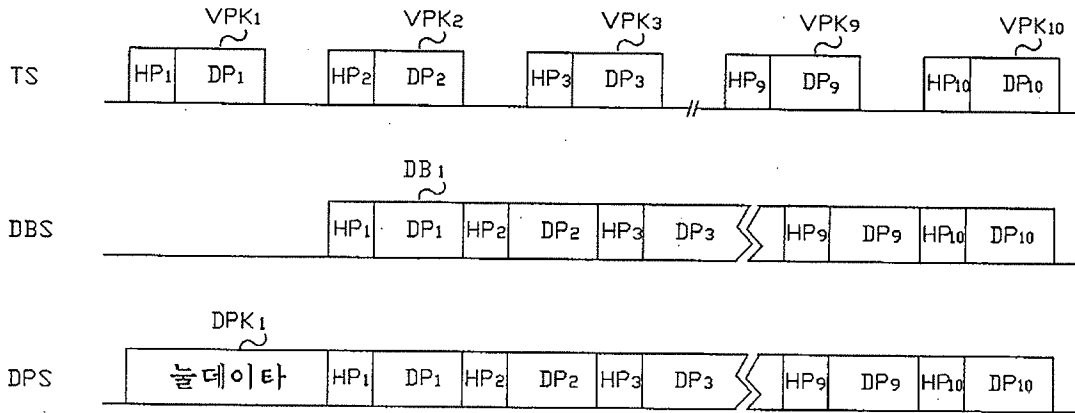 VPK1 VPK2 VPK3 VPK9 VPK10
TS HP1 DP1 HP2 DP2 HP3 DP3 HP9 DP9 HP10 DP10
DB1
DBS HP1 DP1 HP2 DP2 HP3 DP3 HP9 DP9 HP10 DP10
DPK1
DPS 눌데이타 HP1 DP1 HP2 DP2 HP3 DP3 HP9 DP9 HP10 DP10